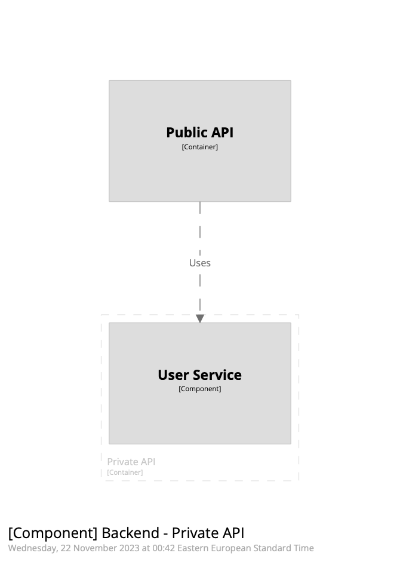 Public API
[Container]
Uses
User Service
[Component]
Private API
[Container]
[Component] Backend - Private API
Wednesday, 22 November 2023 at 00:42 Eastern European Standard Time